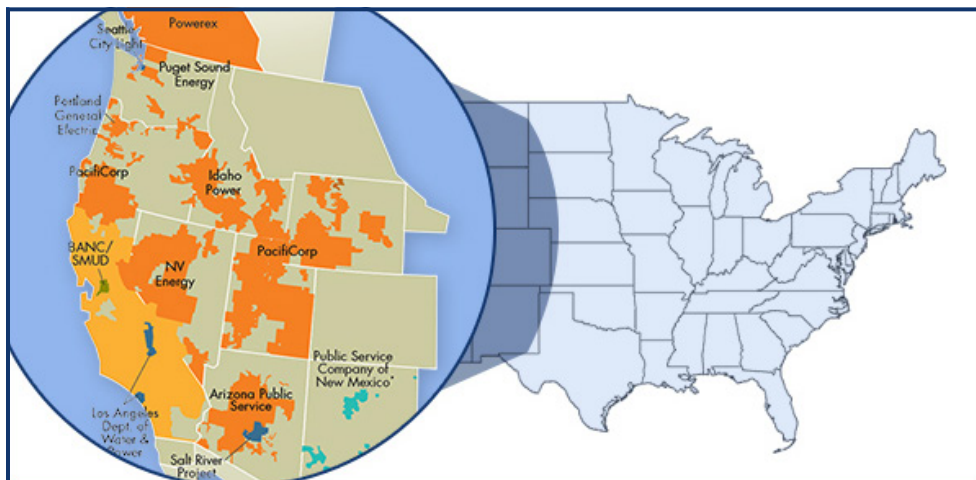 Powerex
Seattle
City Light
Puget Sound
Energy
Portland
General
Electric
PacifiCorp
Idaho
Power
BANC/
SMUD
NV
Energy
PacifiCorp
Public Service
Company of
New Mexico*
Arizona Public
Service
Los Angeles
Dept. of
Water &
Power
Salt River
Project